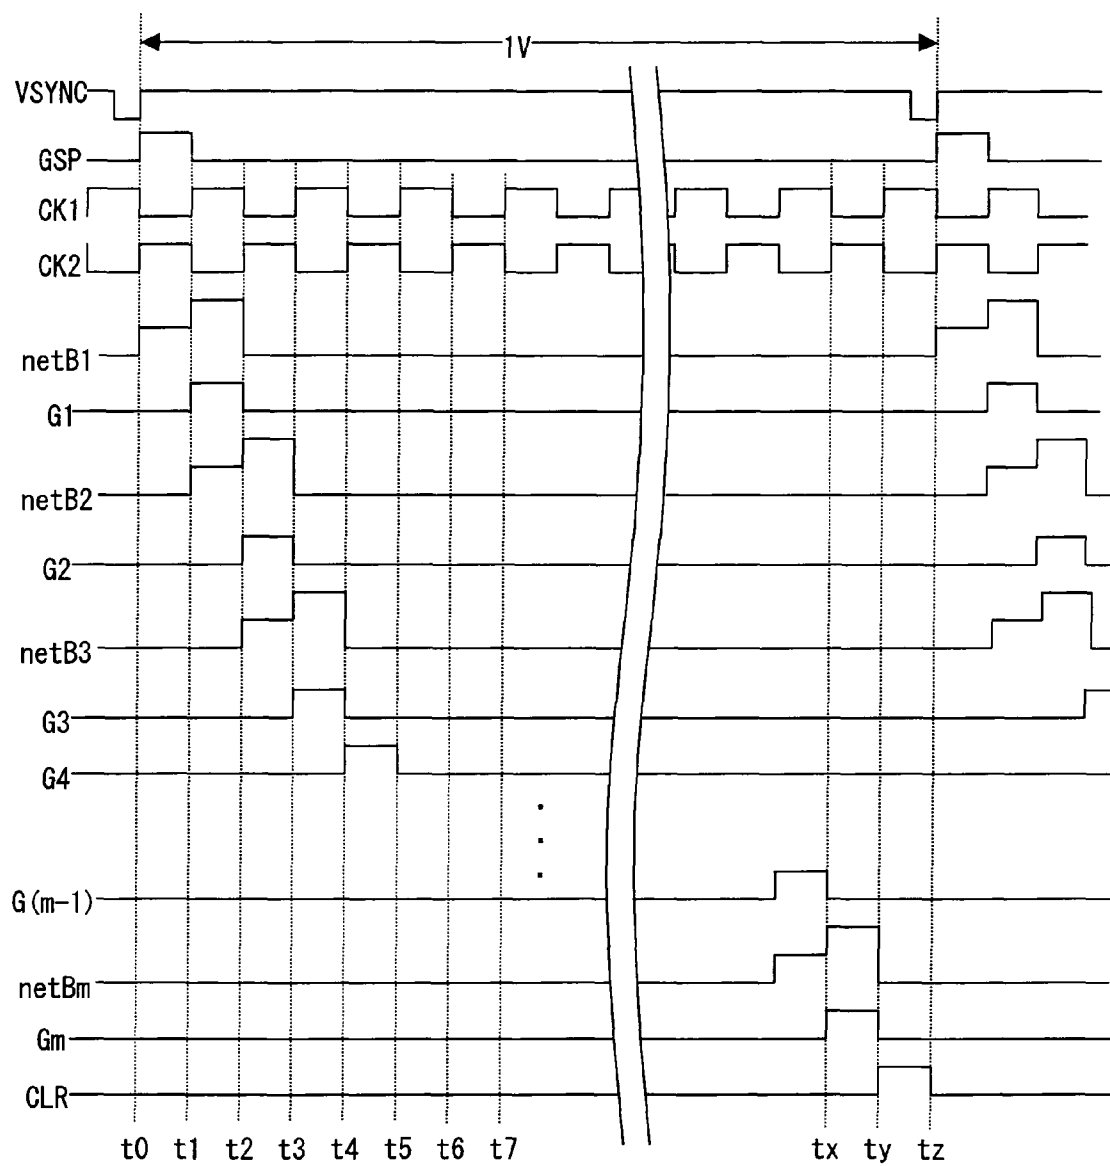 1V
VSYNC
GSP
CK1
CK2
netB1
G1
netB2
G2
netB3
G3
G4
G(m-1)
netBm
Gm
CLR
t0 t1 t2 t3 t4 t5 t6 t7 tx ty tz